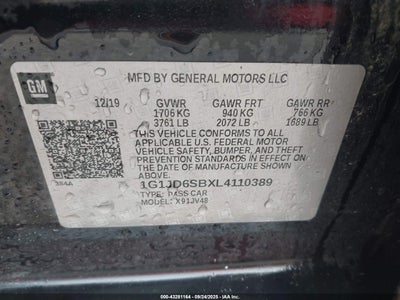 GM
MFD BY GENERAL MOTORS LLC
12/19 GVWR GAWR FRT GAWR RR
1706 KG 940 KG 766 KG
3761 LB 2072 LB 1689 LB
THIS VEHICLE CONFORMS TO ALL
APPLICABLE U.S. FEDERAL MOTOR
VEHICLE SAFETY, BUMPER, AND THEFT
PREVENTION STANDARDS IN EFFECT ON
THE DATE OF MANUFACTURE SHOWN
ABOVE.
384A
1G1JD6SBXL4110389
TYPE: PASS CAR
MODEL: X91JV48
000-43281164 - 09/24/2025 - IAAI Group